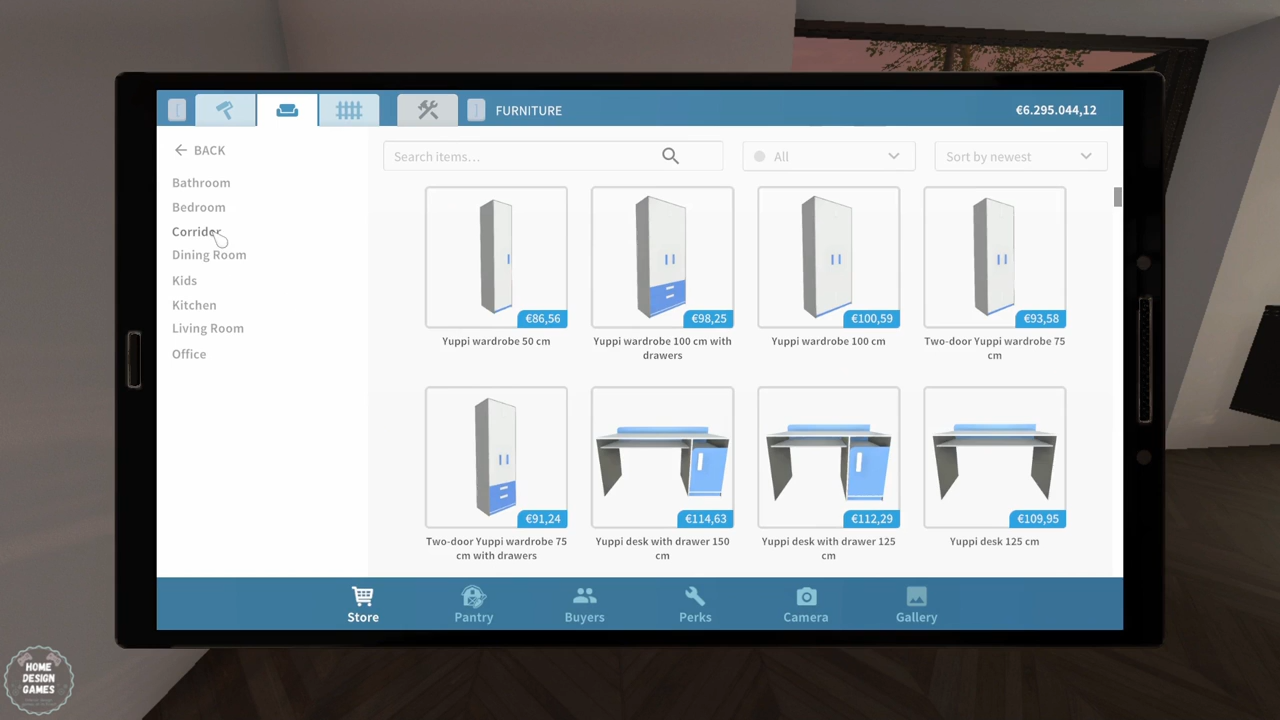 FURNITURE
€6.295.044,12
BACK
Bathroom
Bedroom
Corridor
Dining Room
Kids
Kitchen
Living Room
Office
Search items...
All
Sort by newest
€86,56
€98,25
€100,59
€93,58
Yuppi wardrobe 50 cm
Yuppi wardrobe 100 cm with
drawers
Yuppi wardrobe 100 cm
Two-door Yuppi wardrobe 75
cm
€91,24
€114,63
€112,29
€109,95
Two-door Yuppi wardrobe 75
cm with drawers
Yuppi desk with drawer 150
cm
Yuppi desk with drawer 125
cm
Yuppi desk 125 cm
Store
Pantry
Buyers
Perks
Camera
Gallery
HOME
DESIGN
GAMES